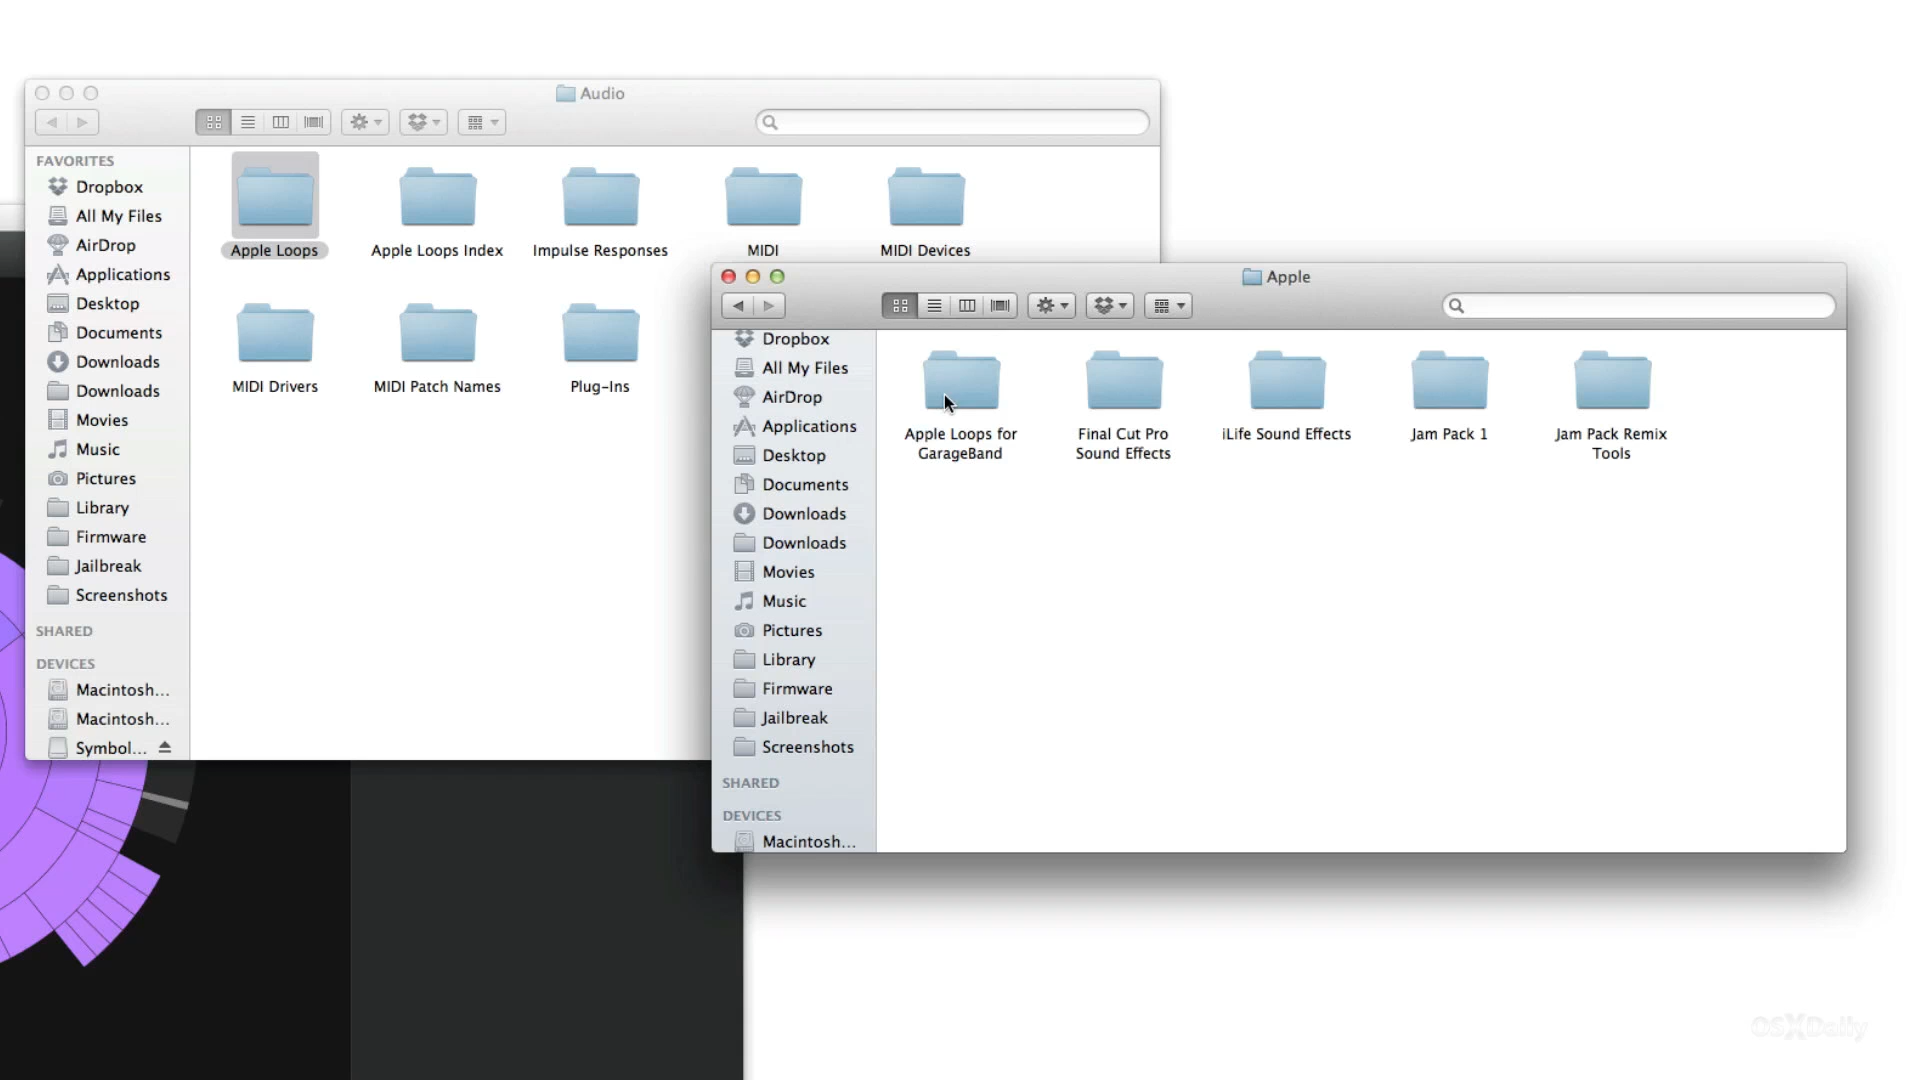 Audio
FAVORITES
Dropbox
All My Files
AirDrop
Applications
Desktop
Documents
Downloads
Downloads
Movies
Music
Pictures
Library
Firmware
Jailbreak
Screenshots
SHARED
DEVICES
Macintosh...
Macintosh...
Symbol...
Apple Loops
Apple Loops Index
Impulse Responses
MIDI
MIDI Devices
MIDI Drivers
MIDI Patch Names
Plug-Ins
Apple
Dropbox
All My Files
AirDrop
Applications
Desktop
Documents
Downloads
Downloads
Movies
Music
Pictures
Library
Firmware
Jailbreak
Screenshots
SHARED
DEVICES
Macintosh...
Apple Loops for
GarageBand
Final Cut Pro
Sound Effects
iLife Sound Effects
Jam Pack 1
Jam Pack Remix
Tools
OSXDaily